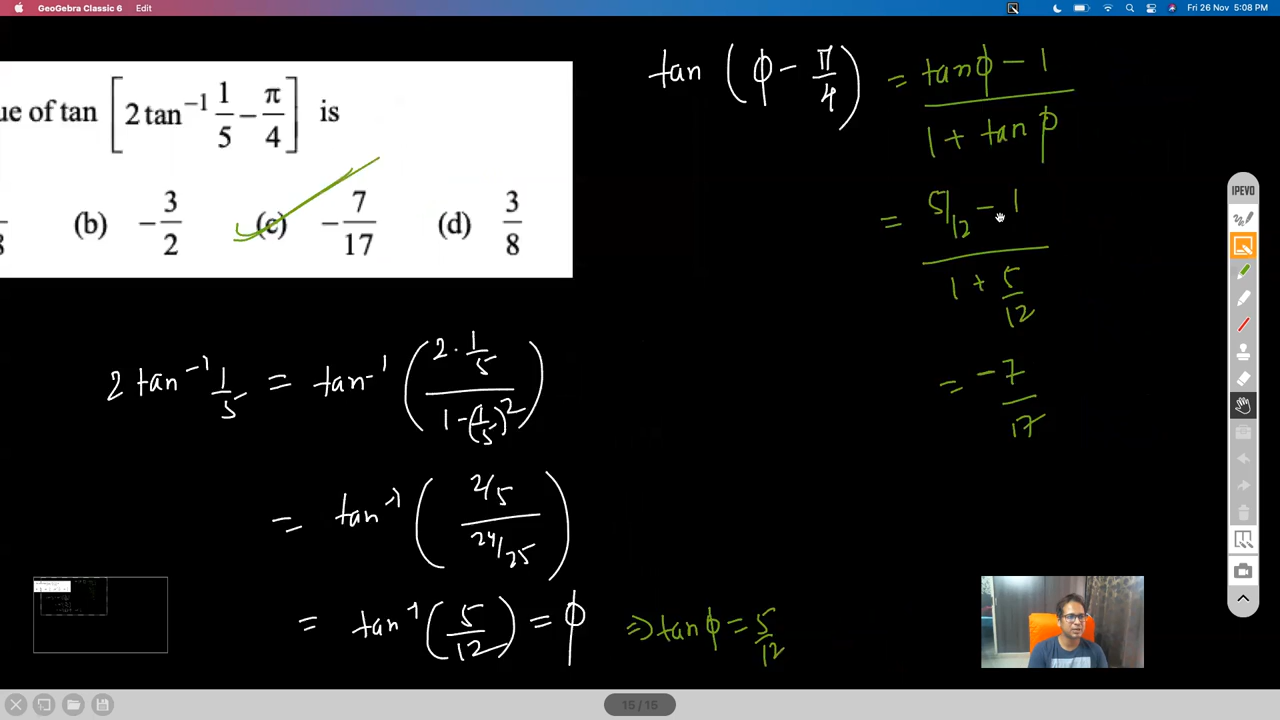 GeoGebra Classic 6 Edit Fri 26 Nov 5:08 PM
ue of tan [2 tan⁻¹ 1/5 − π/4] is
(b) −3/2 (c) −7/17 (d) 3/8
tan (ϕ − π/4) = (tanϕ − 1)/(1 + tanϕ)
= (5/12 − 1)/(1 + 5/12)
= −7/17
2 tan⁻¹ 1/5 = tan⁻¹ ((2 · 1/5)/(1 − (1/5)²))
= tan⁻¹ ((2/5)/(24/25))
= tan⁻¹ (5/12) = ϕ ⇒ tanϕ = 5/12
IPEVO
15 / 15